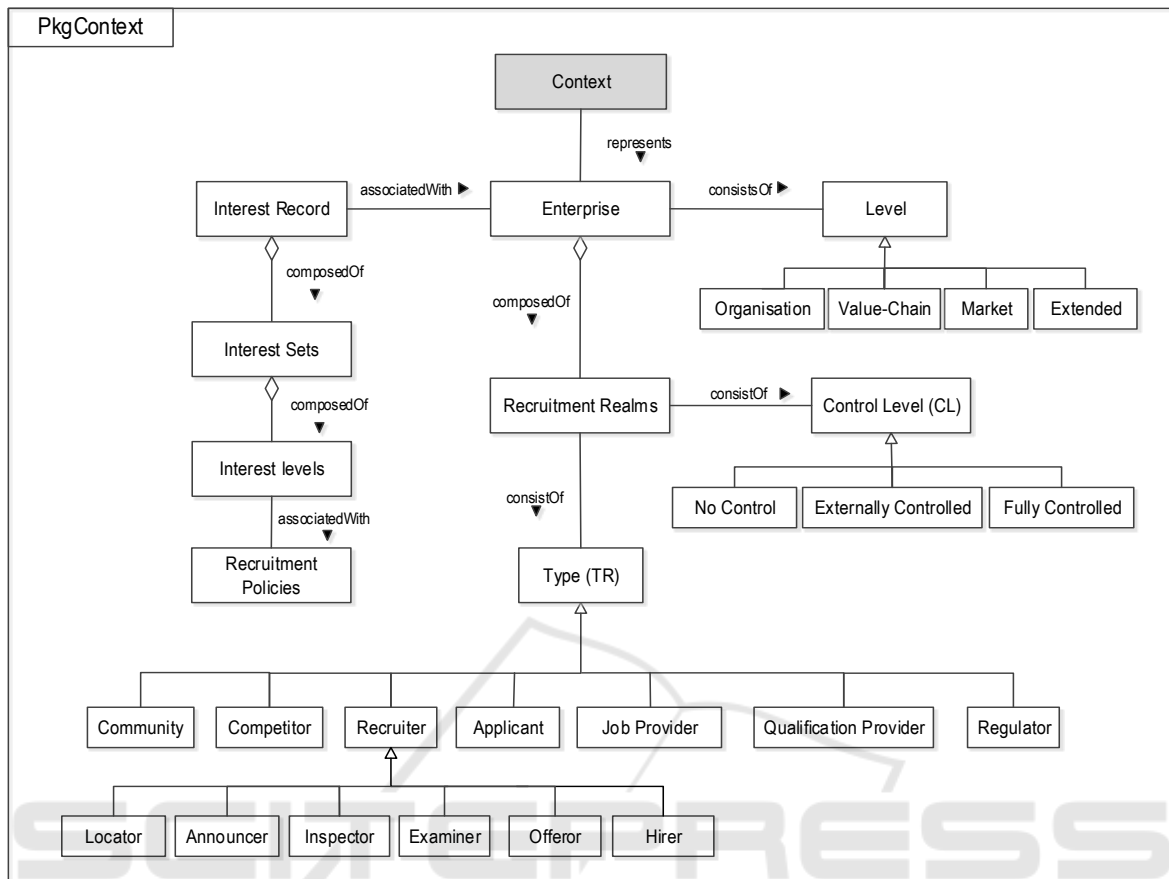 PkgContext
Context
represents
associatedWith
consistsOf
Interest Record
Enterprise
Level
composedOf
composedOf
Organisation
Value-Chain
Market
Extended
Interest Sets
composedOf
Recruitment Realms
consistOf
Control Level (CL)
Interest levels
consistOf
No Control
Externally Controlled
Fully Controlled
associatedWith
Recruitment
Policies
Type (TR)
Community
Competitor
Recruiter
Applicant
Job Provider
Qualification Provider
Regulator
Locator
Announcer
Inspector
Examiner
Offeror
Hirer
SCITEPRESS